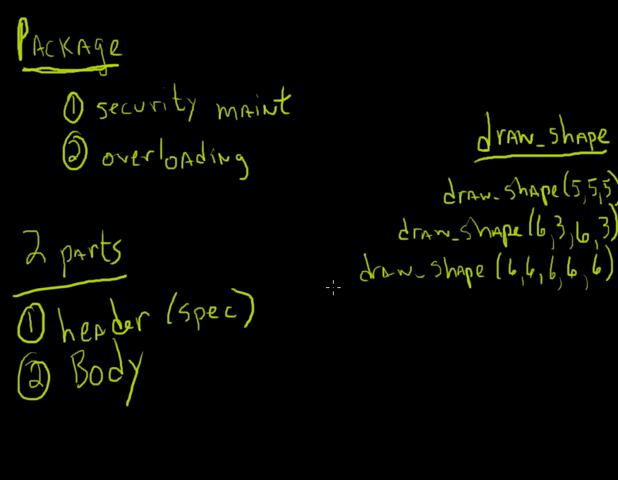 Package
① security maint
② overloading
draw_shape
draw_shape(5,5,5)
draw_shape(6,3,6,3)
draw_shape(6,6,6,6,6)
2 parts
① header (spec)
② Body